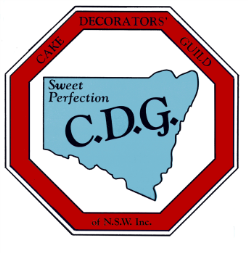 CAKE DECORATORS' GUILD
Sweet
Perfection
C.D.G.
of N.S.W. Inc.